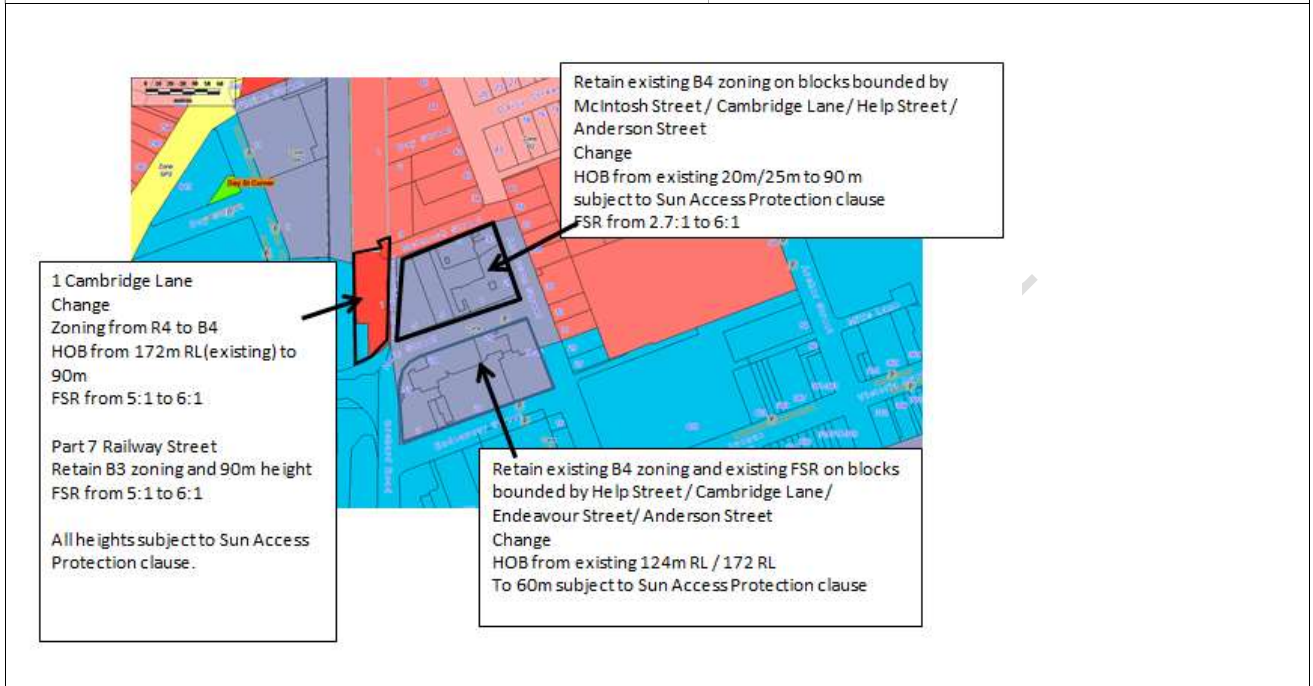 Retain existing B4 zoning on blocks bounded by
McIntosh Street / Cambridge Lane/ Help Street /
Anderson Street
Change
HOB from existing 20m/25m to 90 m
subject to Sun Access Protection clause
FSR from 2.7:1 to 6:1
Day St Corner
1 Cambridge Lane
Change
Zoning from R4 to B4
HOB from 172m RL(existing) to
90m
FSR from 5:1 to 6:1
Part 7 Railway Street
Retain B3 zoning and 90m height
FSR from 5:1 to 6:1
All heights subject to Sun Access
Protection clause.
Retain existing B4 zoning and existing FSR on blocks
bounded by Help Street / Cambridge Lane/
Endeavour Street/ Anderson Street
Change
HOB from existing 124m RL / 172 RL
To 60m subject to Sun Access Protection clause